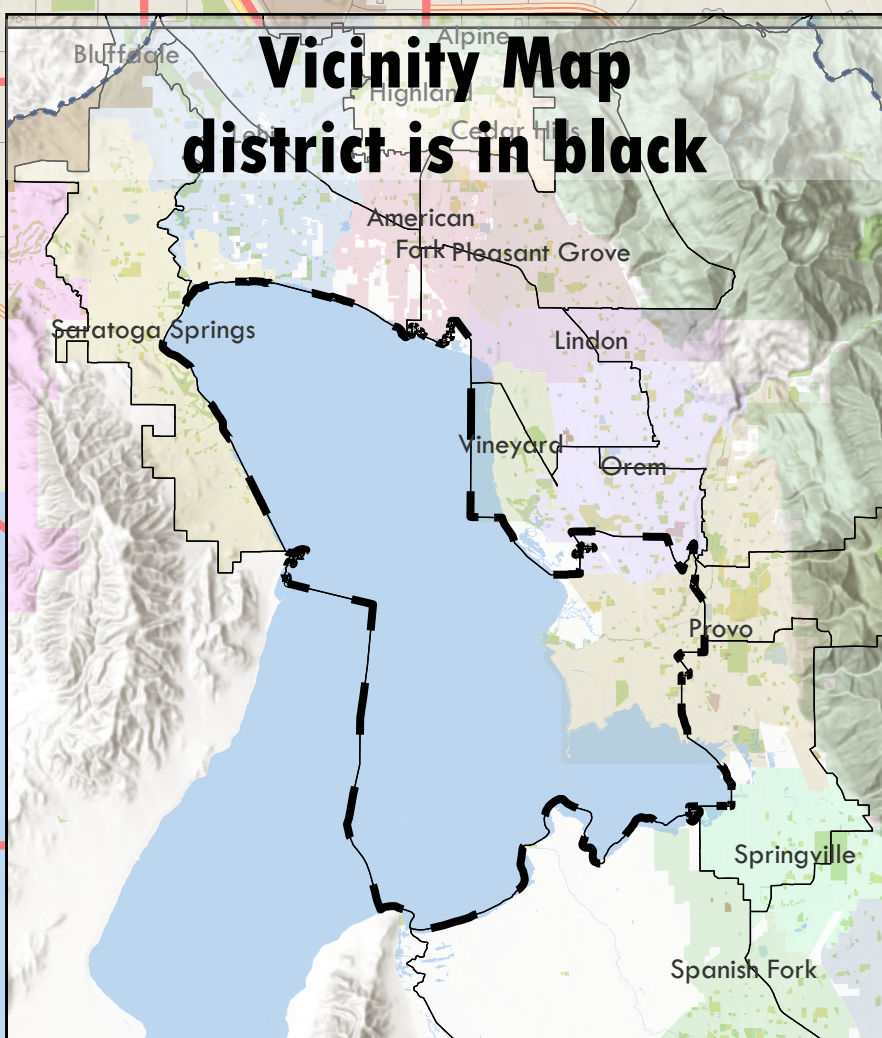 Bluffdale
Alpine
Vicinity Map
Highland
Lehi
Cedar Hills
district is in black
American
Fork
Pleasant Grove
Saratoga Springs
Lindon
Vineyard
Orem
Provo
Springville
Spanish Fork